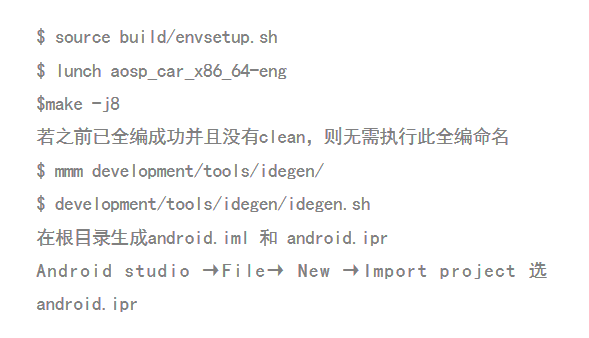 $ source build/envsetup.sh
$ lunch aosp_car_x86_64-eng
$make -j8
若之前已全编成功并且没有clean，则无需执行此全编命名
$ mmm development/tools/idegen/
$ development/tools/idegen/idegen.sh
在根目录生成android.iml 和 android.ipr
Android studio →File→ New →Import project 选
android.ipr